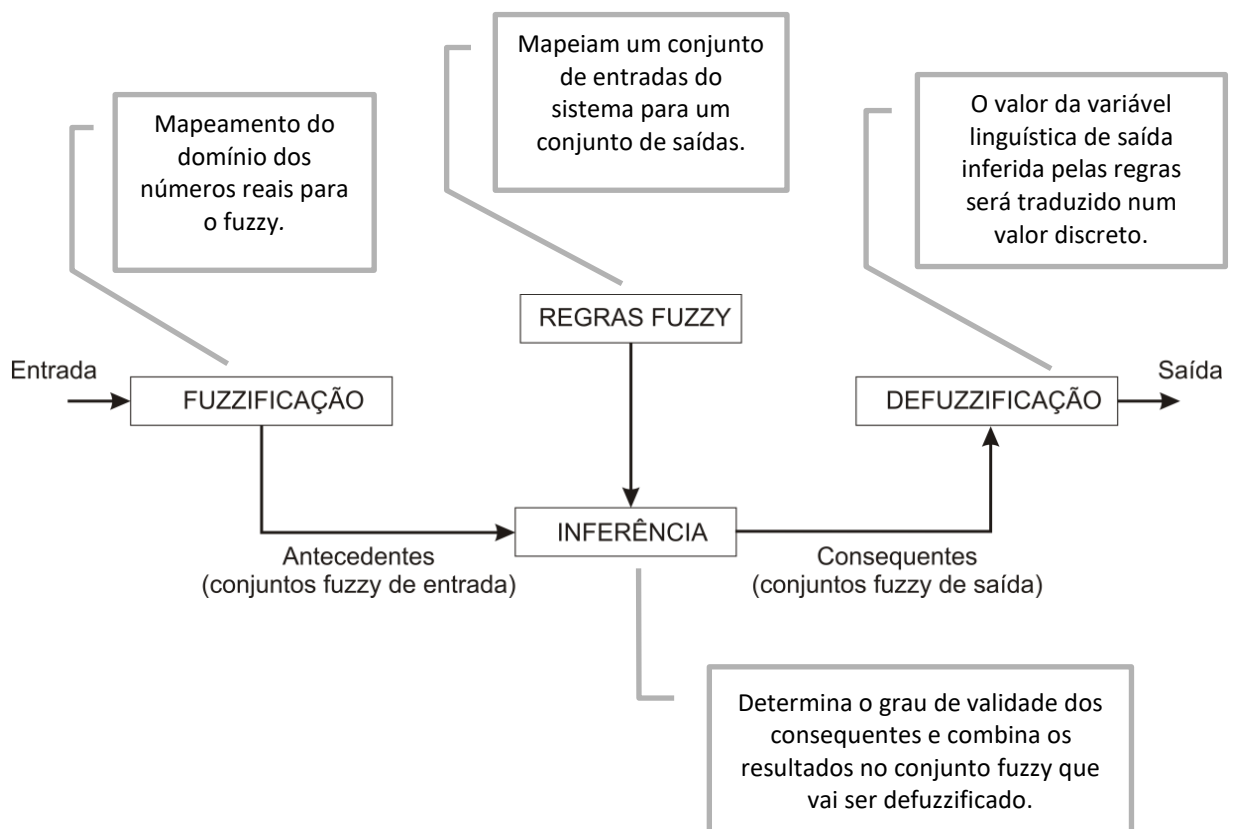 Mapeiam um conjunto
de entradas do
sistema para um
conjunto de saídas.
Mapeamento do
domínio dos
números reais para
o fuzzy.
O valor da variável
linguística de saída
inferida pelas regras
será traduzido num
valor discreto.
REGRAS FUZZY
Entrada
FUZZIFICAÇÃO
DEFUZZIFICAÇÃO
Saída
INFERÊNCIA
Antecedentes
(conjuntos fuzzy de entrada)
Consequentes
(conjuntos fuzzy de saída)
Determina o grau de validade dos
consequentes e combina os
resultados no conjunto fuzzy que
vai ser defuzzificado.